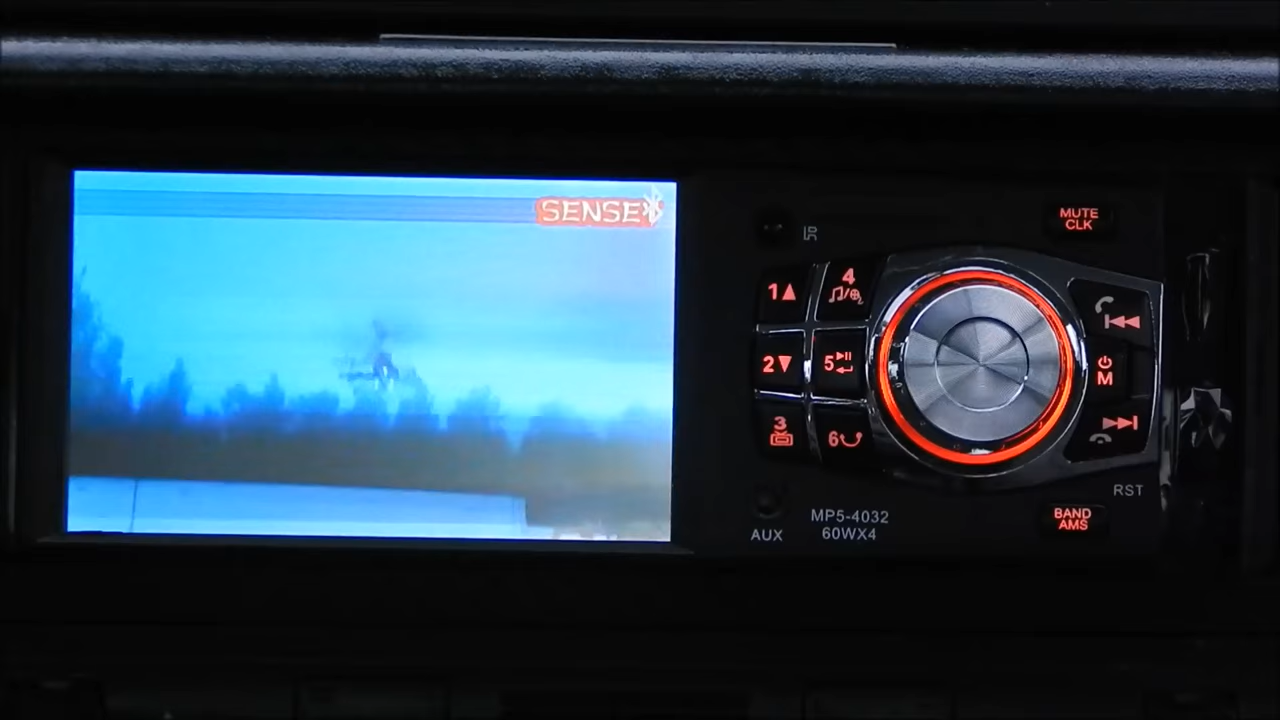 SENSE
MUTE
CLK
1
4
2
5
M
3
6
RST
AUX
MP5-4032
60WX4
BAND
AMS